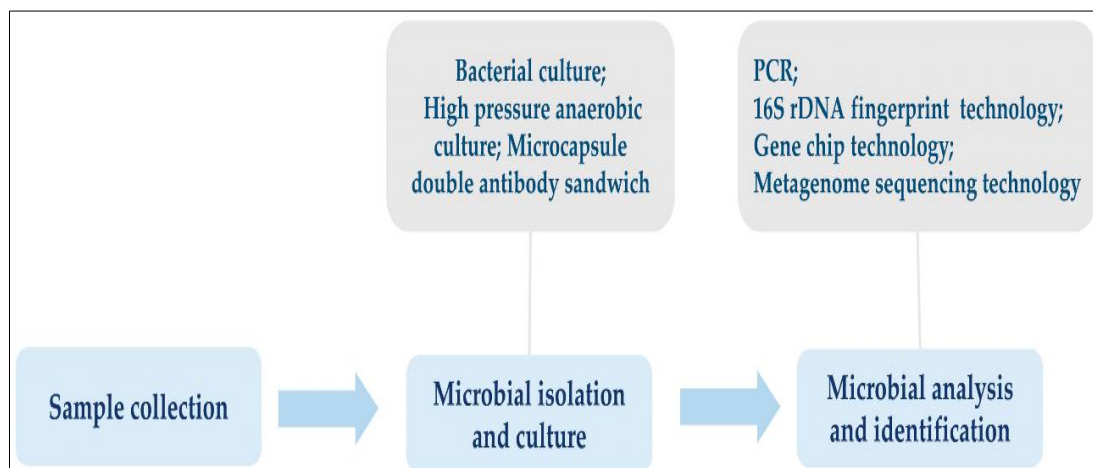 Bacterial culture;
High pressure anaerobic
culture; Microcapsule
double antibody sandwich
PCR;
16S rDNA fingerprint technology;
Gene chip technology;
Metagenome sequencing technology
Sample collection
Microbial isolation
and culture
Microbial analysis
and identification